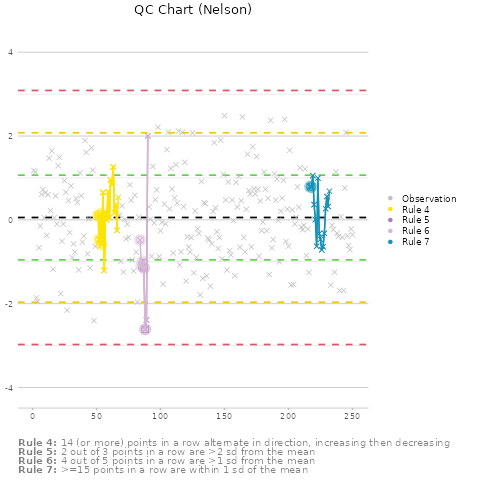 QC Chart (Nelson)
4
2
0
-2
-4
0
50
100
150
200
250
Observation
Rule 4
Rule 5
Rule 6
Rule 7
Rule 4: 14 (or more) points in a row alternate in direction, increasing then decreasing
Rule 5: 2 out of 3 points in a row are >2 sd from the mean
Rule 6: 4 out of 5 points in a row are >1 sd from the mean
Rule 7: >=15 points in a row are within 1 sd of the mean